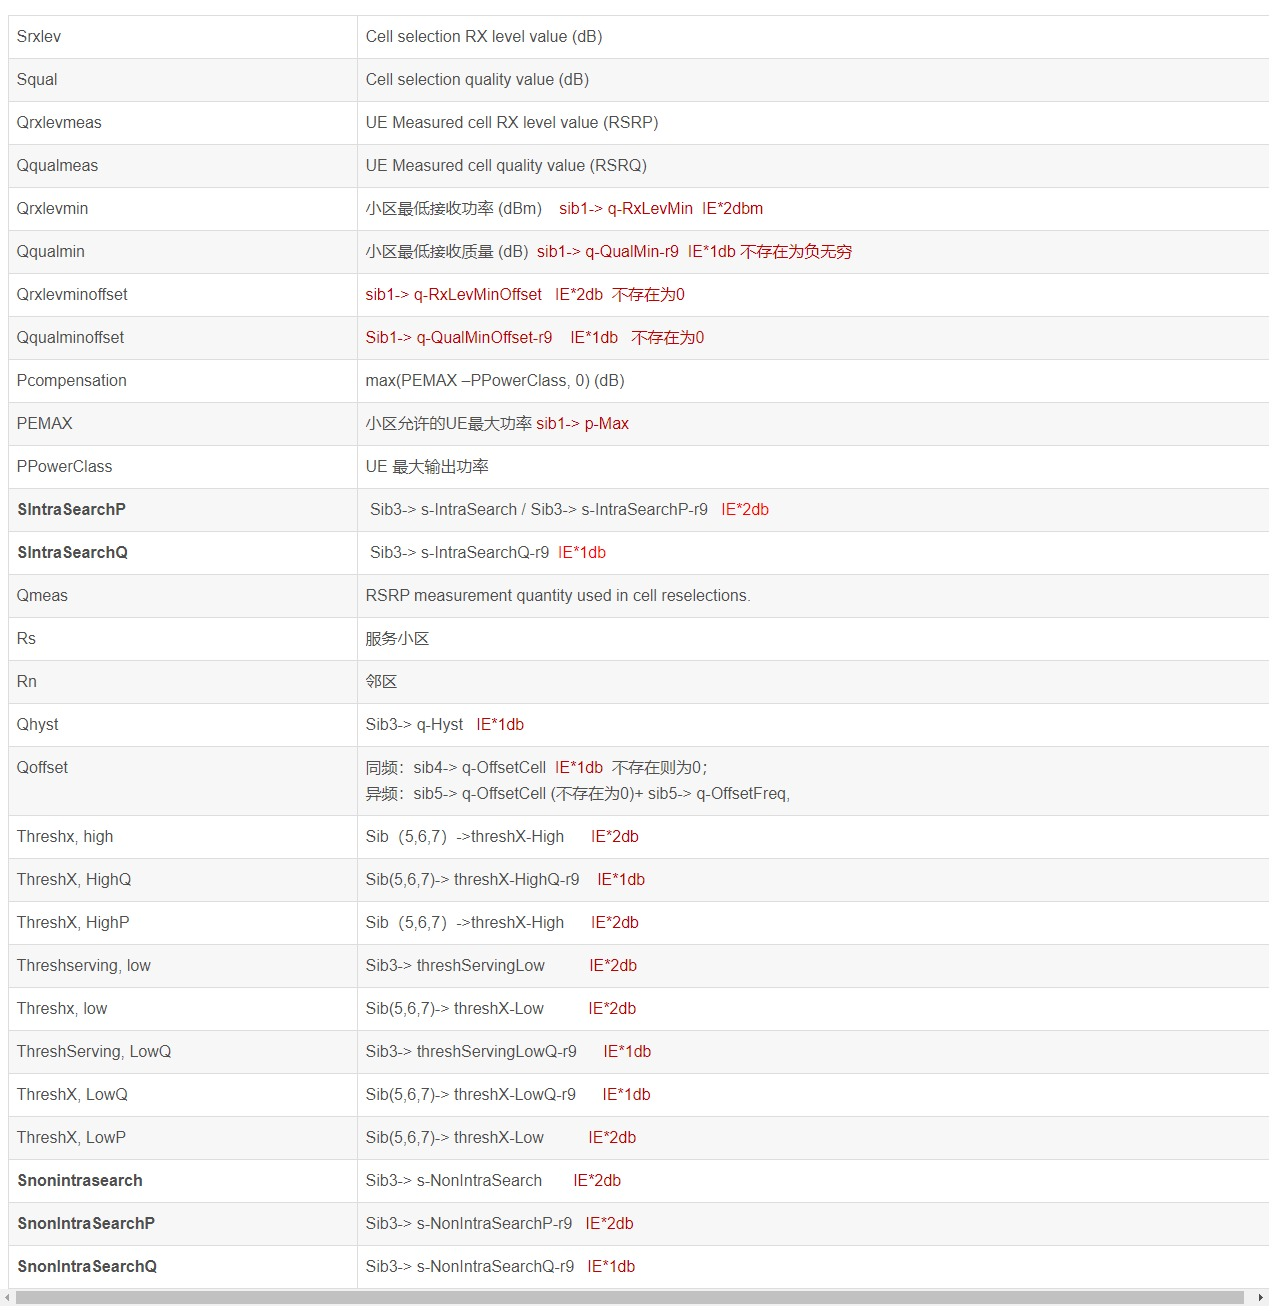 Srxlev Cell selection RX level value (dB)
Squal Cell selection quality value (dB)
Qrxlevmeas UE Measured cell RX level value (RSRP)
Qqualmeas UE Measured cell quality value (RSRQ)
Qrxlevmin 小区最低接收功率 (dBm) sib1-> q-RxLevMin IE*2dbm
Qqualmin 小区最低接收质量 (dB) sib1-> q-QualMin-r9 IE*1db 不存在为负无穷
Qrxlevminoffset sib1-> q-RxLevMinOffset IE*2db 不存在为0
Qqualminoffset Sib1-> q-QualMinOffset-r9 IE*1db 不存在为0
Pcompensation max(PEMAX –PPowerClass, 0) (dB)
PEMAX 小区允许的UE最大功率 sib1-> p-Max
PPowerClass UE 最大输出功率
SIntraSearchP Sib3-> s-IntraSearch / Sib3-> s-IntraSearchP-r9 IE*2db
SIntraSearchQ Sib3-> s-IntraSearchQ-r9 IE*1db
Qmeas RSRP measurement quantity used in cell reselections.
Rs 服务小区
Rn 邻区
Qhyst Sib3-> q-Hyst IE*1db
Qoffset 同频：sib4-> q-OffsetCell IE*1db 不存在则为0；
异频：sib5-> q-OffsetCell (不存在为0)+ sib5-> q-OffsetFreq,
Threshx, high Sib（5,6,7）->threshX-High IE*2db
ThreshX, HighQ Sib(5,6,7)-> threshX-HighQ-r9 IE*1db
ThreshX, HighP Sib（5,6,7）->threshX-High IE*2db
Threshserving, low Sib3-> threshServingLow IE*2db
Threshx, low Sib(5,6,7)-> threshX-Low IE*2db
ThreshServing, LowQ Sib3-> threshServingLowQ-r9 IE*1db
ThreshX, LowQ Sib(5,6,7)-> threshX-LowQ-r9 IE*1db
ThreshX, LowP Sib(5,6,7)-> threshX-Low IE*2db
Snonintrasearch Sib3-> s-NonIntraSearch IE*2db
SnonIntraSearchP Sib3-> s-NonIntraSearchP-r9 IE*2db
SnonIntraSearchQ Sib3-> s-NonIntraSearchQ-r9 IE*1db